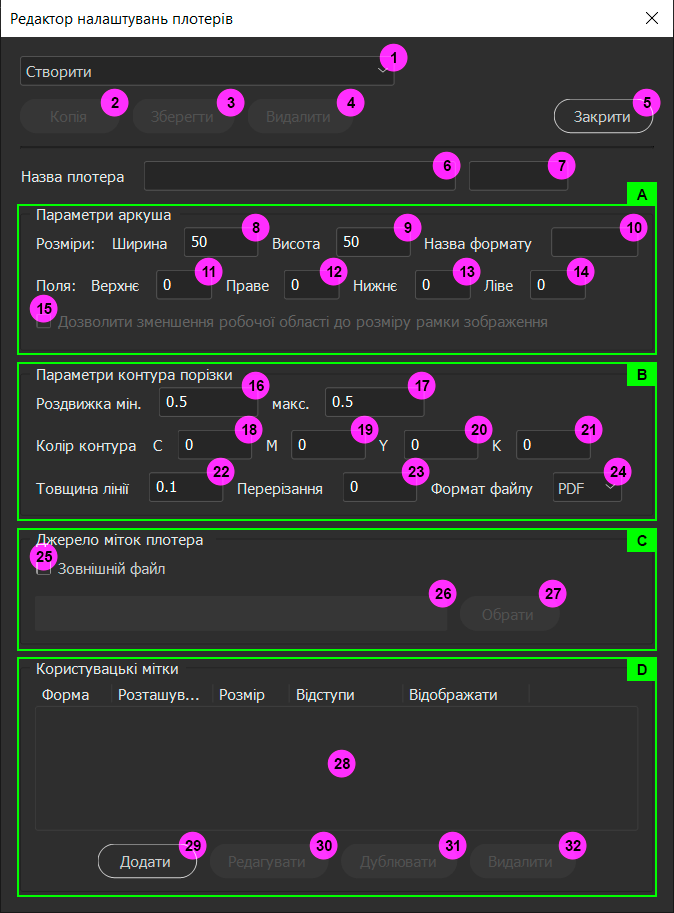 Редактор налаштувань плотерів
Створити 1
Копія 2 Зберегти 3 Видалити 4 Закрити 5
Назва плотера 6 7
A
Параметри аркуша
Розміри: Ширина 50 8 Висота 50 9 Назва формату 10
Поля: Верхнє 0 11 Праве 0 12 Нижнє 0 13 Ліве 0 14
15 Дозволити зменшення робочої області до розміру рамки зображення
Параметри контура порізки B
Роздвижка мін. 0.5 16 макс. 0.5 17
Колір контура C 0 18 M 0 19 Y 0 20 K 0 21
Товщина лінії 0.1 22 Перерізання 0 23 Формат файлу PDF 24
Джерело міток плотера C
25 Зовнішній файл
26 Обрати 27
Користувацькі мітки D
Форма Розташув... Розмір Відступи Відображати
28
Додати 29 Редагувати 30 Дублювати 31 Видалити 32